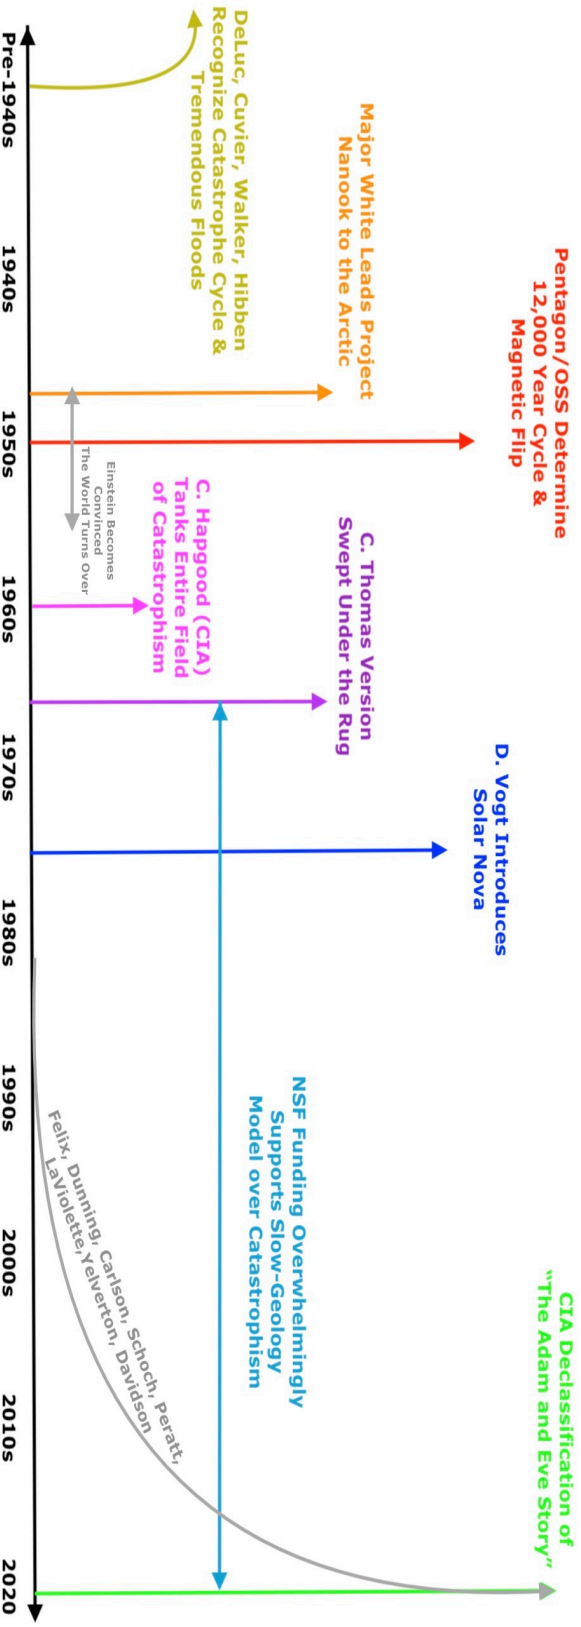 DeLuc, Cuvier, Walker, Hibben
Recognize Catastrophe Cycle &
Tremendous Floods
Major White Leads Project
Nanook to the Arctic
Pentagon/OSS Determine
12,000 Year Cycle &
Magnetic Flip
Einstein Becomes
Convinced
The World Turns Over
C. Hapgood (CIA)
Tanks Entire Field
of Catastrophism
C. Thomas Version
Swept Under the Rug
D. Vogt Introduces
Solar Nova
NSF Funding Overwhelmingly
Supports Slow-Geology
Model over Catastrophism
Felix, Dunning, Carlson, Schoch, Peratt,
LaViolette,Yelverton, Davidson
CIA Declassification of
“The Adam and Eve Story”
Pre-1940s 1940s 1950s 1960s 1970s 1980s 1990s 2000s 2010s 2020